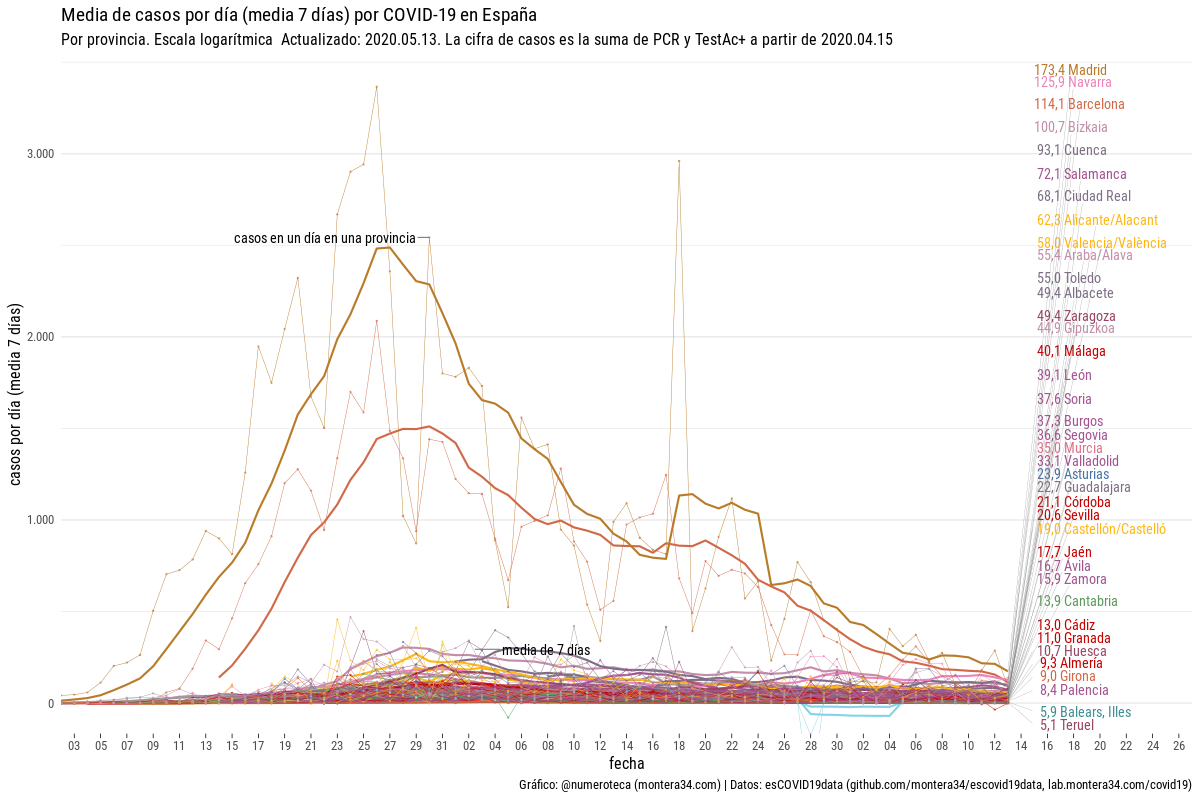 Media de casos por día (media 7 días) por COVID-19 en España
Por provincia. Escala logarítmica  Actualizado: 2020.05.13. La cifra de casos es la suma de PCR y TestAc+ a partir de 2020.04.15
casos por día (media 7 días)
3.000
2.000
1.000
0
casos en un día en una provincia
media de 7 días
173,4 Madrid
125,9 Navarra
114,1 Barcelona
100,7 Bizkaia
93,1 Cuenca
72,1 Salamanca
68,1 Ciudad Real
62,3 Alicante/Alacant
58,0 Valencia/València
55,4 Araba/Álava
55,0 Toledo
49,4 Albacete
49,4 Zaragoza
44,9 Gipuzkoa
40,1 Málaga
39,1 León
37,6 Soria
37,3 Burgos
36,6 Segovia
35,0 Murcia
33,1 Valladolid
23,9 Asturias
22,7 Guadalajara
21,1 Córdoba
20,6 Sevilla
19,0 Castellón/Castelló
17,7 Jaén
16,7 Ávila
15,9 Zamora
13,9 Cantabria
13,0 Cádiz
11,0 Granada
10,7 Huesca
9,3 Almería
9,0 Girona
8,4 Palencia
5,9 Balears, Illes
5,1 Teruel
03 05 07 09 11 13 15 17 19 21 23 25 27 29 31 02 04 06 08 10 12 14 16 18 20 22 24 26 28 30 02 04 06 08 10 12 14 16 18 20 22 24 26
fecha
Gráfico: @numeroteca (montera34.com) | Datos: esCOVID19data (github.com/montera34/escovid19data, lab.montera34.com/covid19)